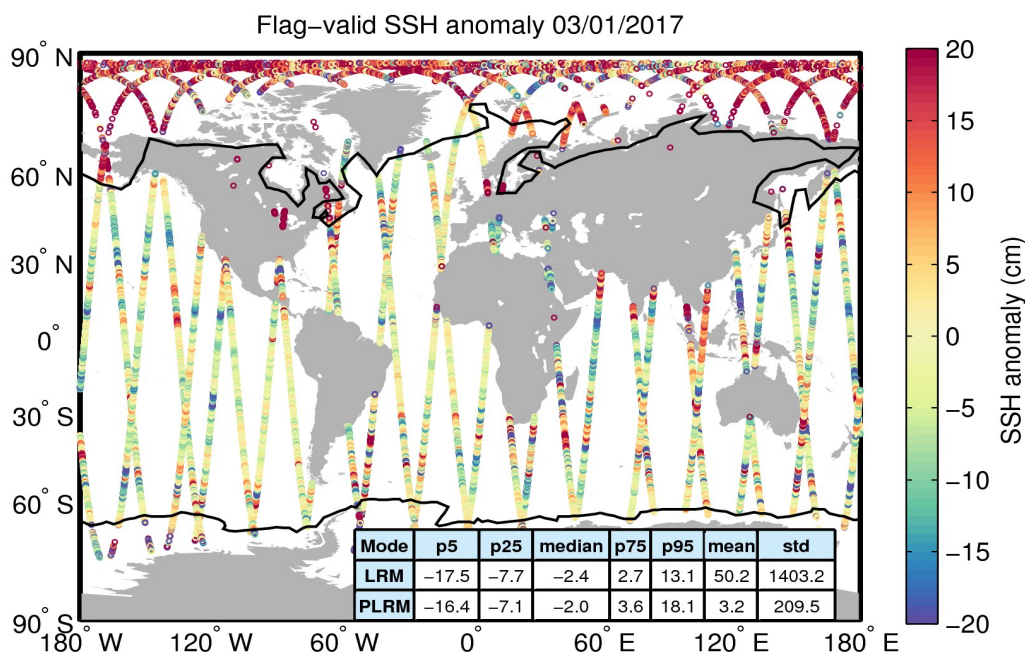 Flag−valid SSH anomaly 03/01/2017
90° N
60° N
30° N
0°
30° S
60° S
90° S
180° W
120° W
60° W
0°
60° E
120° E
180° E
Mode p5 p25 median p75 p95 mean std
LRM −17.5 −7.7 −2.4 2.7 13.1 50.2 1403.2
PLRM −16.4 −7.1 −2.0 3.6 18.1 3.2 209.5
20
15
10
5
0
−5
−10
−15
−20
SSH anomaly (cm)